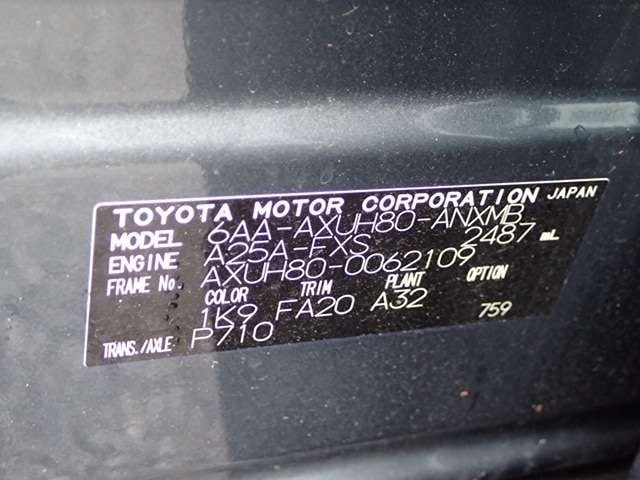 TOYOTA MOTOR CORPORATION JAPAN
MODEL 6AA-AXUH80-ANXMB
ENGINE A25A-FXS 2487 mL
FRAME No. AXUH80-0062109
COLOR TRIM PLANT OPTION
1K9 FA20 A32 759
TRANS./AXLE P710